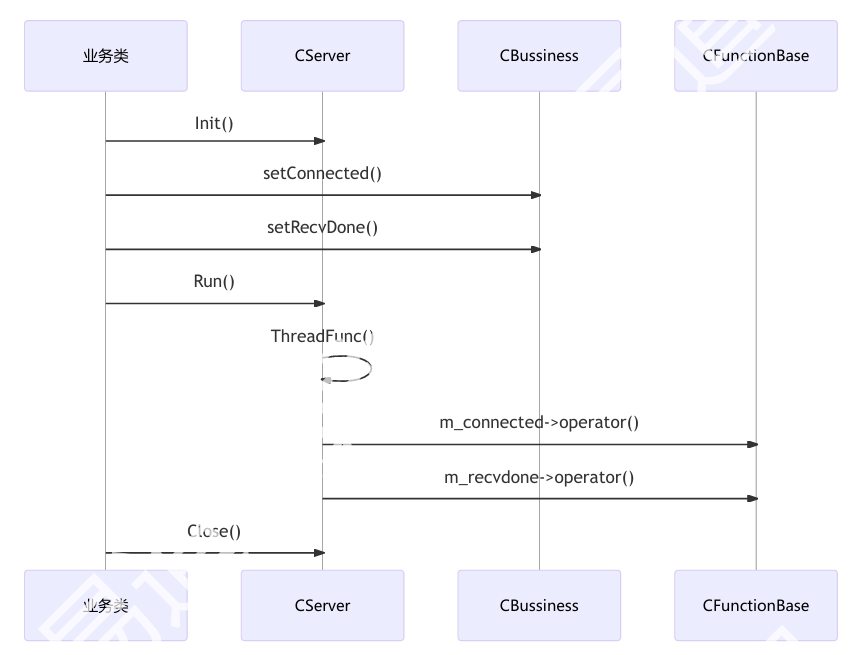 业务类
CServer
CBussiness
CFunctionBase
Init()
setConnected()
setRecvDone()
Run()
ThreadFunc()
m_connected->operator()
m_recvdone->operator()
Close()
业务类
CServer
CBussiness
CFunctionBase